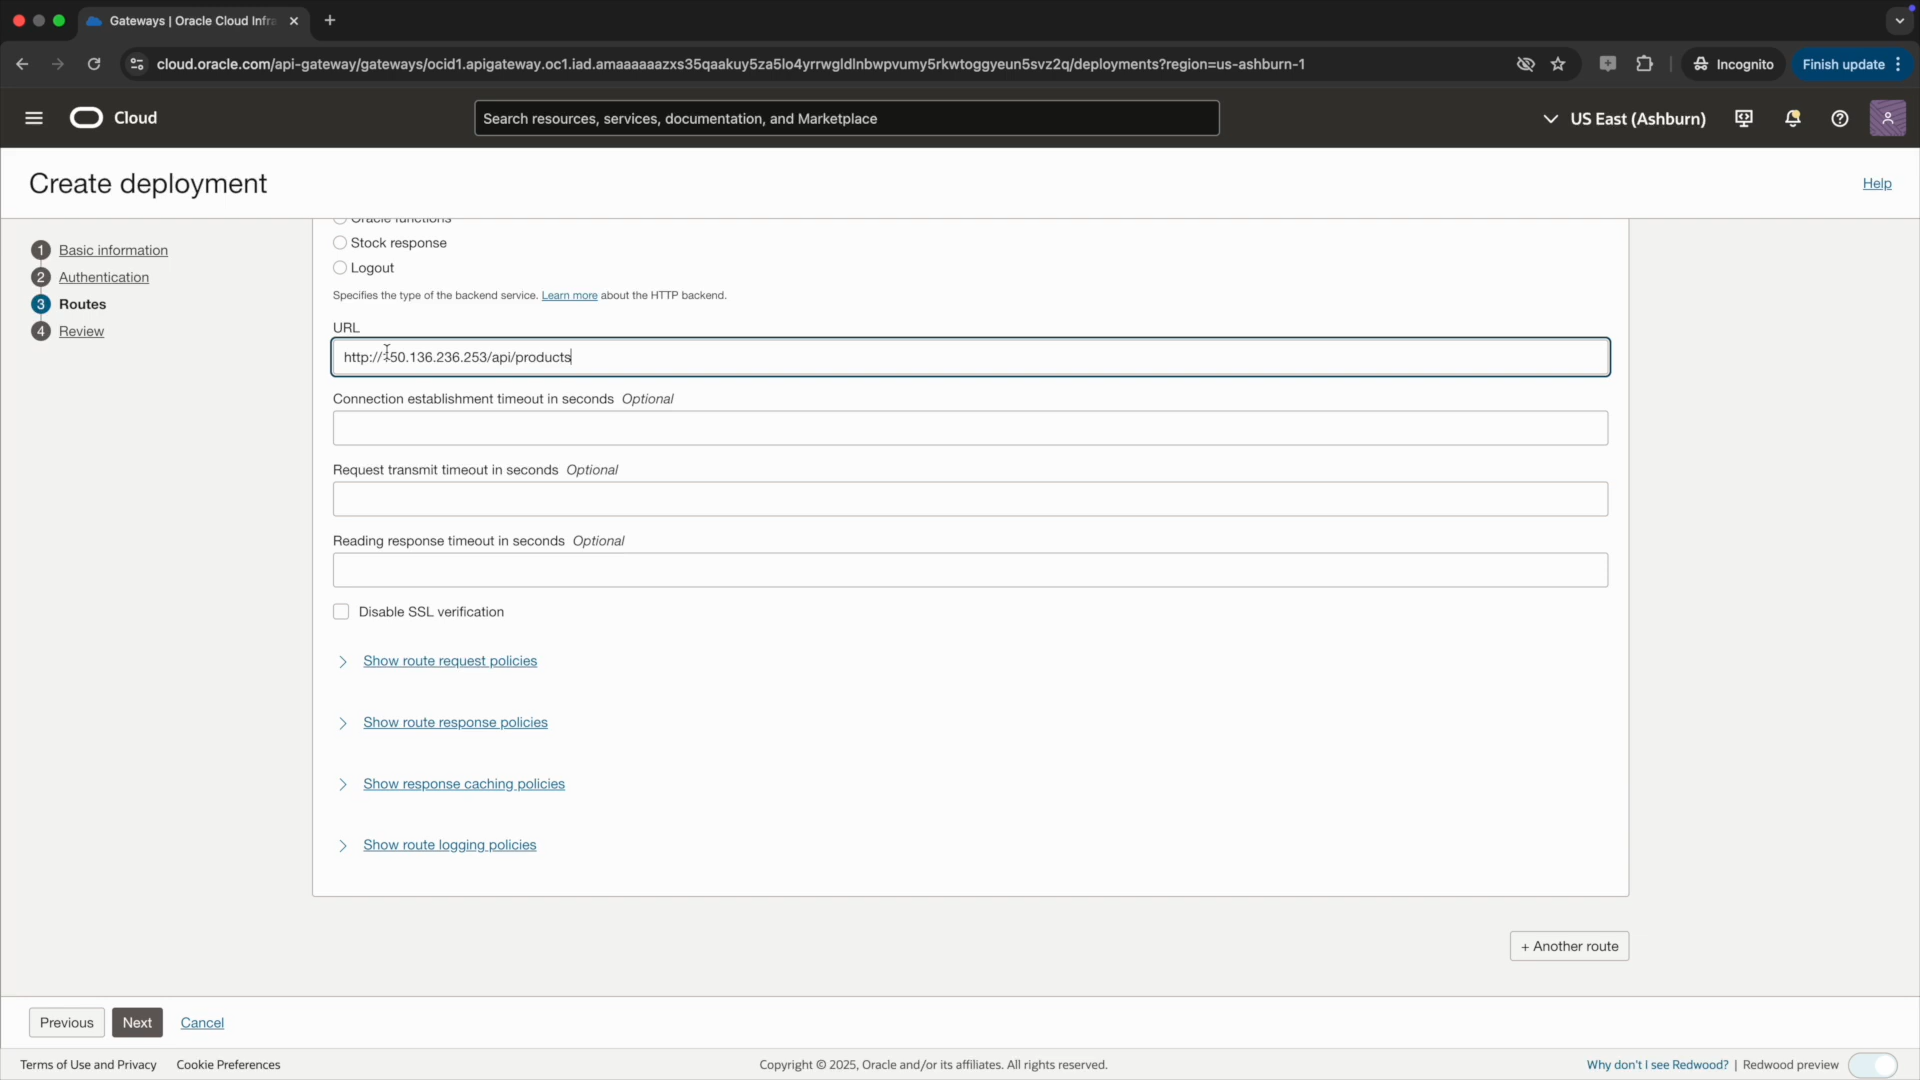 Gateways | Oracle Cloud Infra
cloud.oracle.com/api-gateway/gateways/ocid1.apigateway.oc1.iad.amaaaaaazxs35qaakuy5za5lo4yrrwgldlnbwpvumy5rkwtoggyeun5svz2q/deployments?region=us-ashburn-1
Incognito
Finish update
Cloud
Search resources, services, documentation, and Marketplace
US East (Ashburn)
Create deployment
Help
1 Basic information
2 Authentication
3 Routes
4 Review
Oracle functions
Stock response
Logout
Specifies the type of the backend service. Learn more about the HTTP backend.
URL
http://150.136.236.253/api/products
Connection establishment timeout in seconds Optional
Request transmit timeout in seconds Optional
Reading response timeout in seconds Optional
Disable SSL verification
Show route request policies
Show route response policies
Show response caching policies
Show route logging policies
+ Another route
Previous
Next
Cancel
Terms of Use and Privacy
Cookie Preferences
Copyright © 2025, Oracle and/or its affiliates. All rights reserved.
Why don't I see Redwood? | Redwood preview